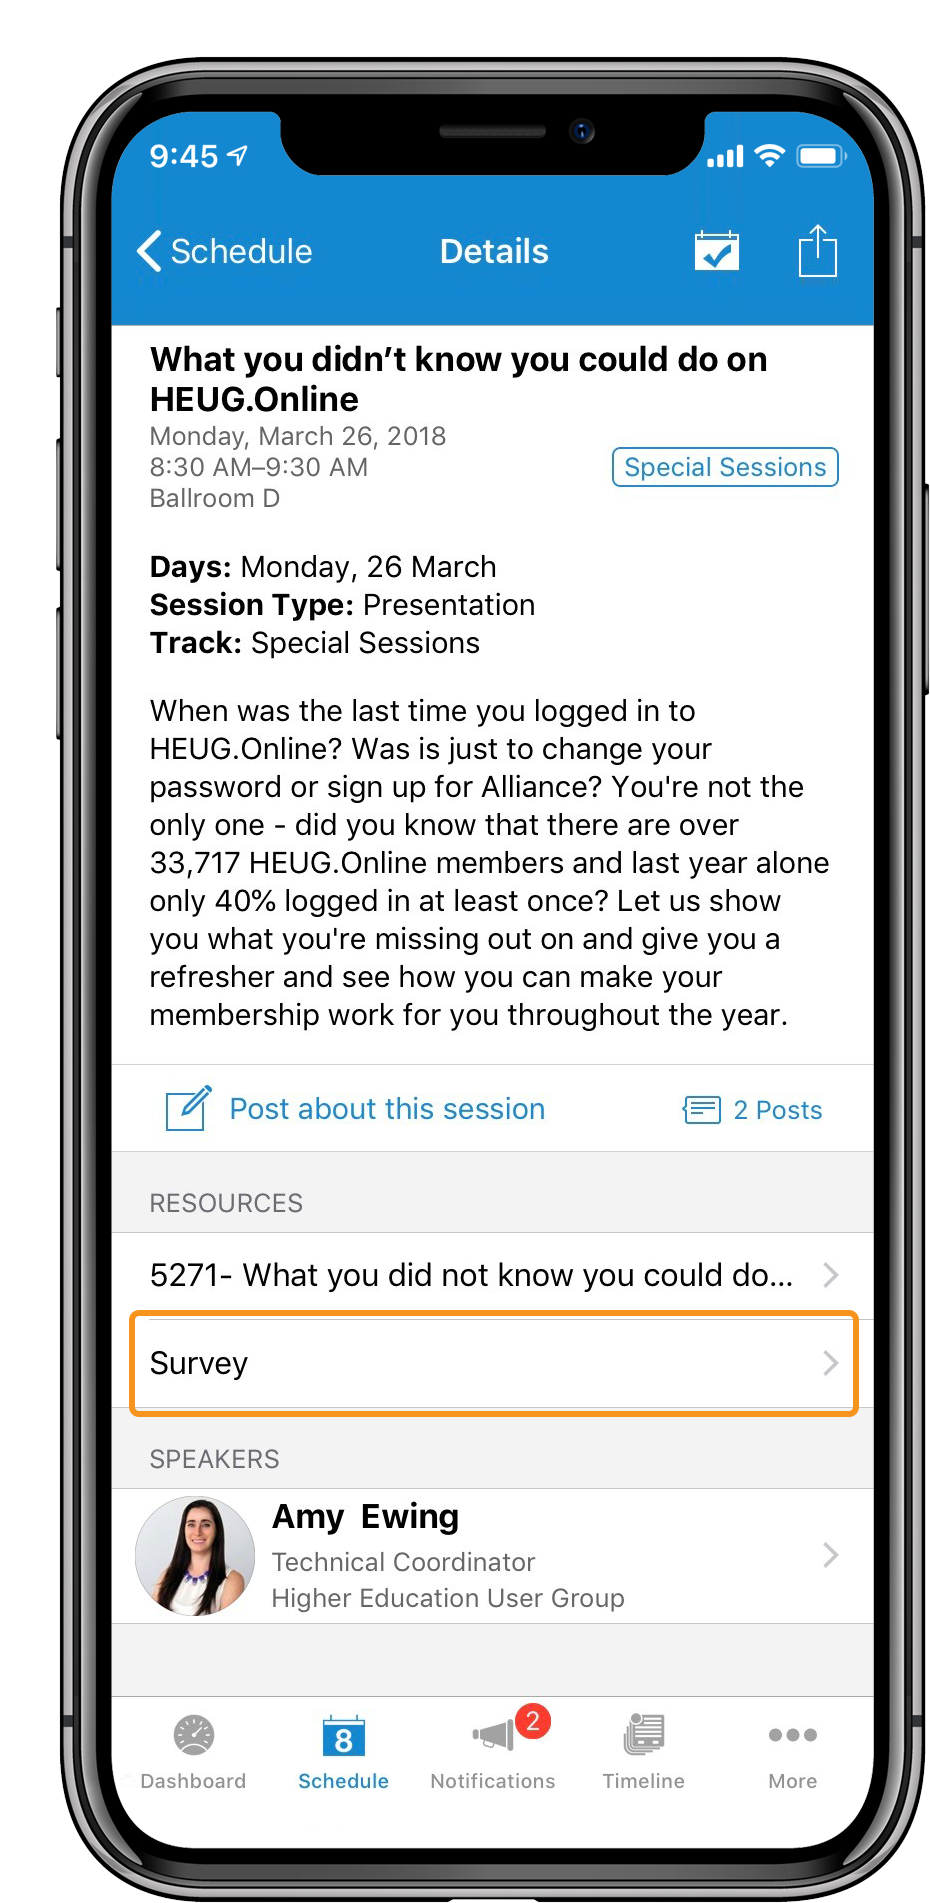 9:45
Schedule
Details
What you didn’t know you could do on
HEUG.Online
Monday, March 26, 2018
8:30 AM–9:30 AM
Special Sessions
Ballroom D
Days: Monday, 26 March
Session Type: Presentation
Track: Special Sessions
When was the last time you logged in to
HEUG.Online? Was is just to change your
password or sign up for Alliance? You're not the
only one - did you know that there are over
33,717 HEUG.Online members and last year alone
only 40% logged in at least once? Let us show
you what you're missing out on and give you a
refresher and see how you can make your
membership work for you throughout the year.
Post about this session
2 Posts
RESOURCES
5271- What you did not know you could do...
Survey
SPEAKERS
Amy Ewing
Technical Coordinator
Higher Education User Group
8
2
Dashboard
Schedule
Notifications
Timeline
More